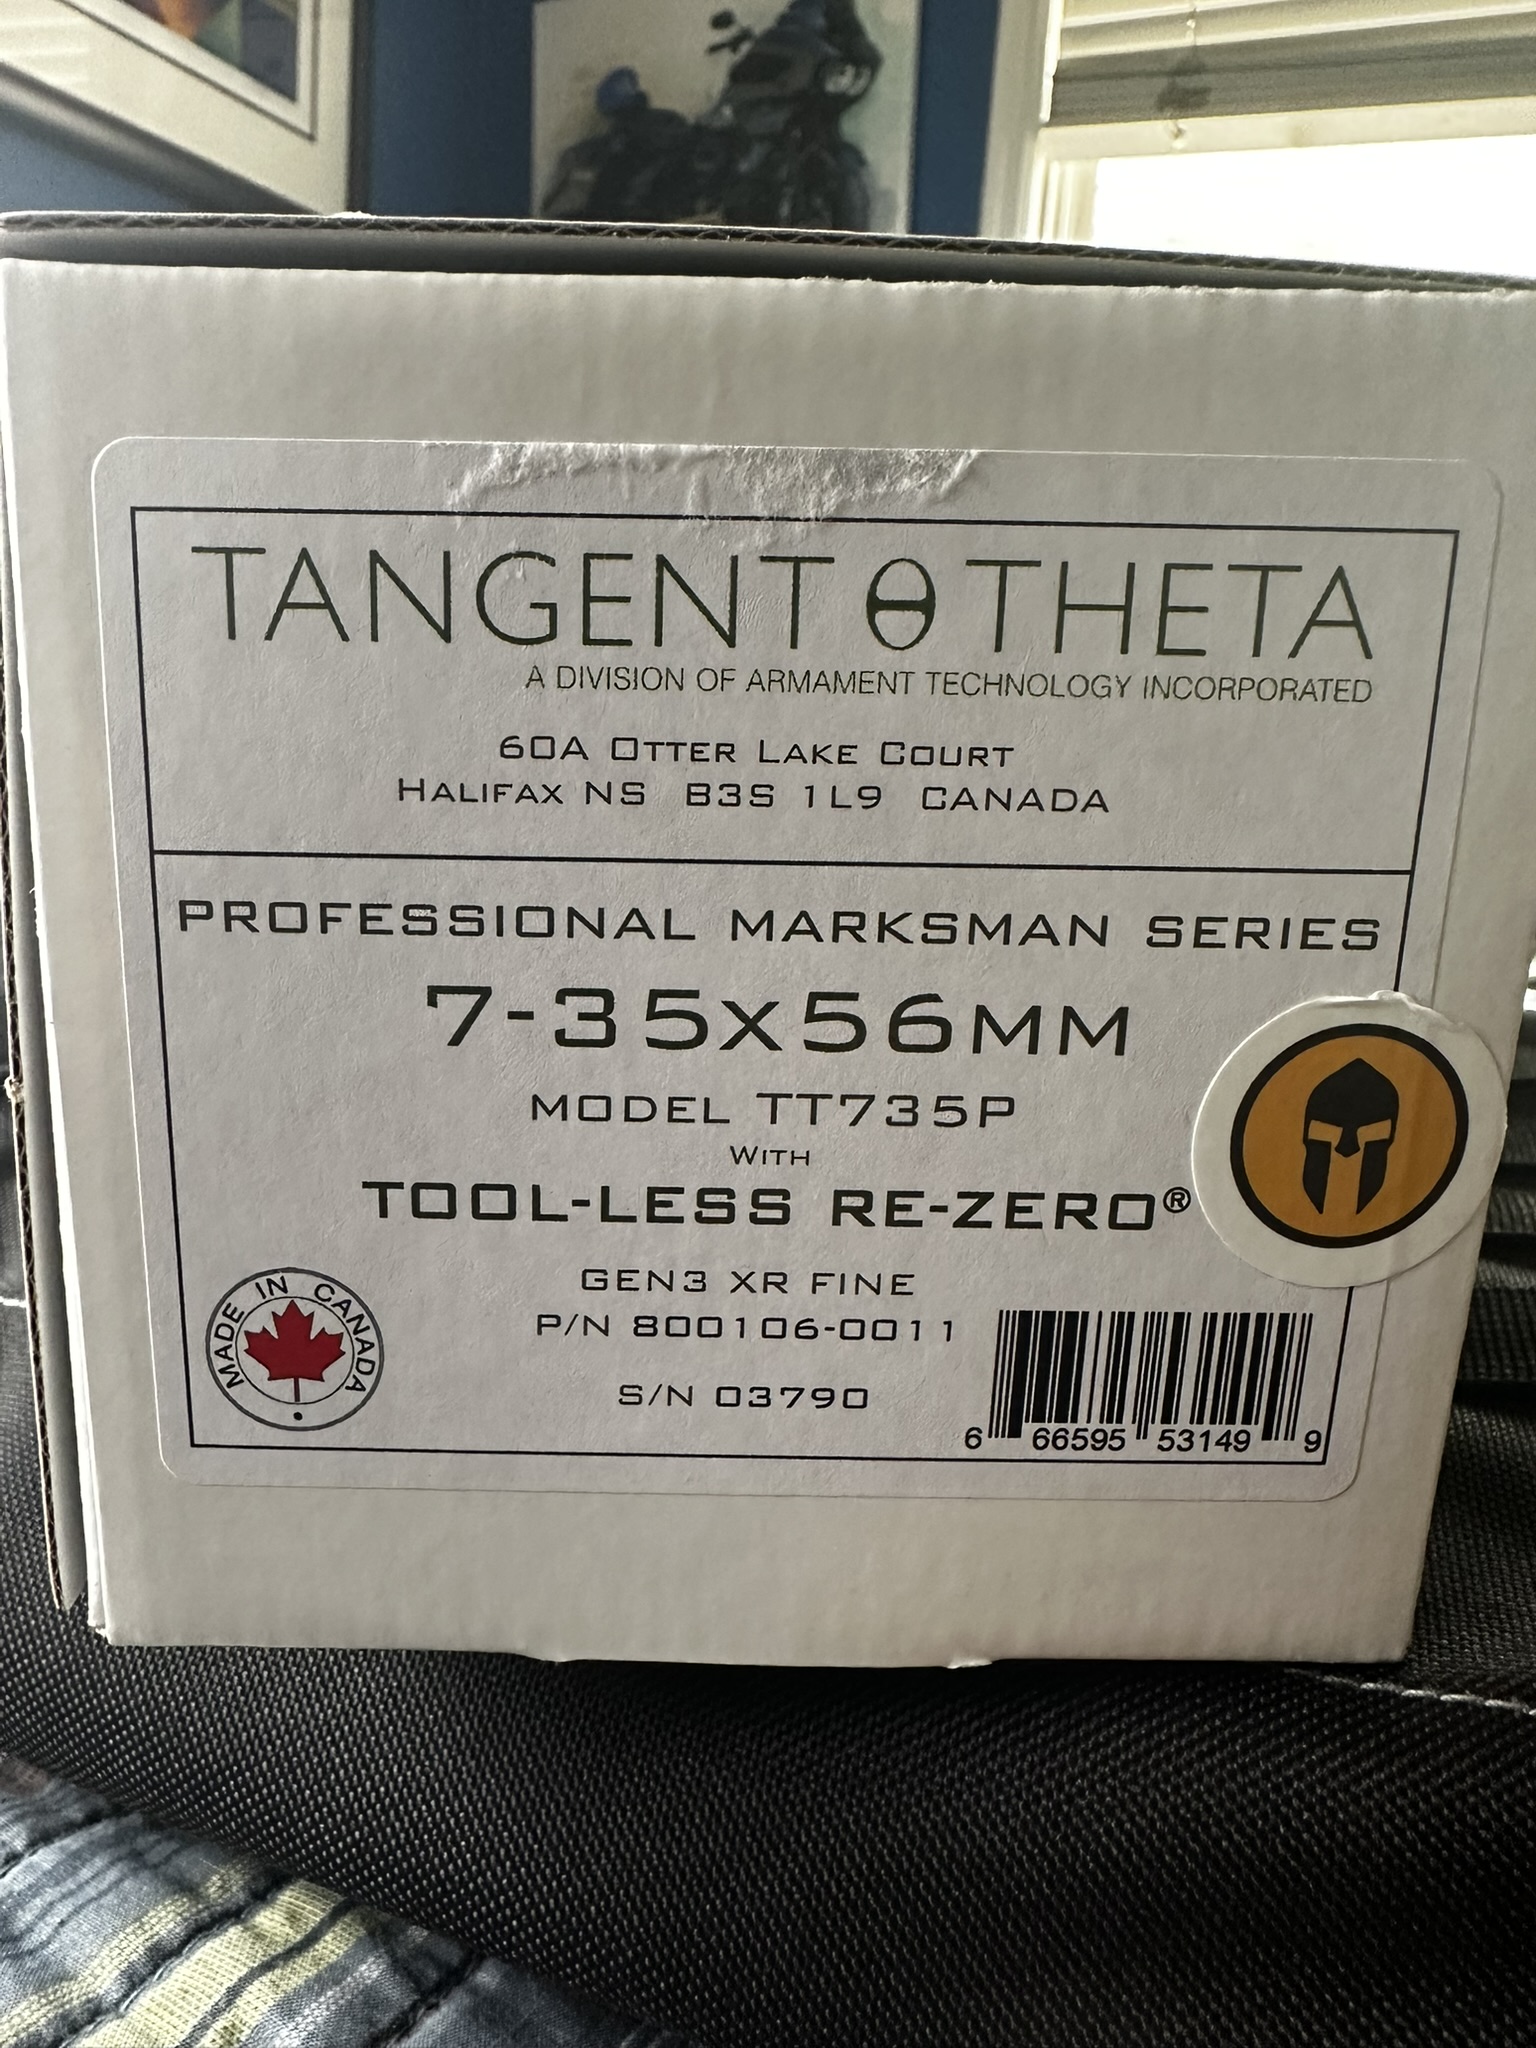 TANGENT θ THETA
A DIVISION OF ARMAMENT TECHNOLOGY INCORPORATED
60A OTTER LAKE COURT
HALIFAX NS B3S 1L9 CANADA
PROFESSIONAL MARKSMAN SERIES
7-35x56MM
MODEL TT735P
WITH
TOOL-LESS RE-ZERO®
GEN3 XR FINE
P/N 800106-0011
S/N 03790
MADE IN CANADA
6 66595 53149 9